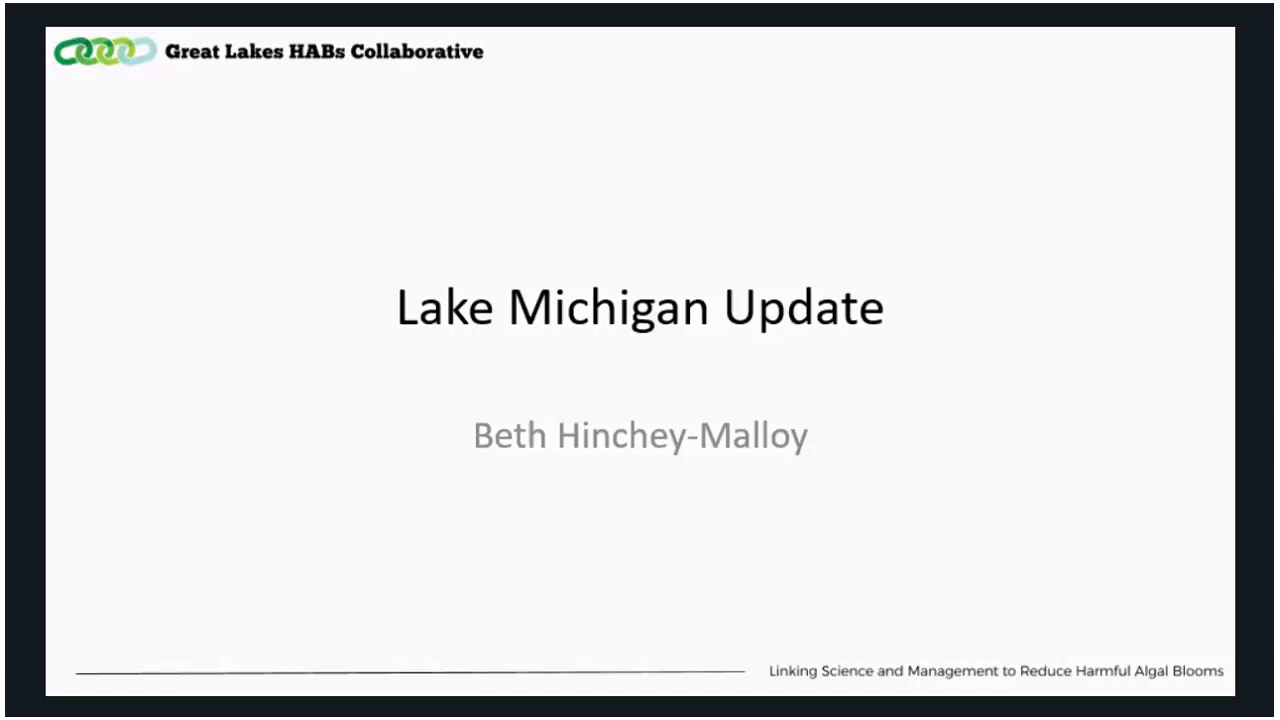 Great Lakes HABs Collaborative
Lake Michigan Update
Beth Hinchey-Malloy
Linking Science and Management to Reduce Harmful Algal Blooms